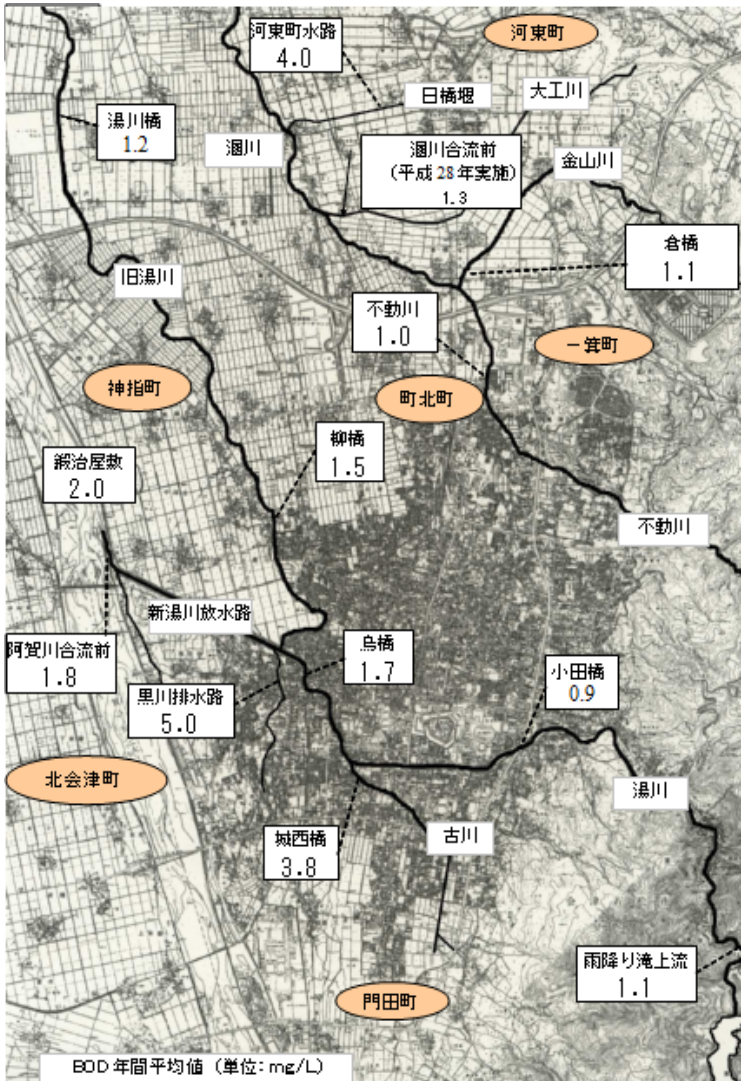 河東町水路
4.0
河東町
日橋堰
大工川
湯川橋
1.2
溷川
溷川合流前
(平成28年実施)
1.3
金山川
倉橋
1.1
旧湯川
不動川
1.0
一箕町
神指町
町北町
柳橋
1.5
鍛冶屋敷
2.0
不動川
新湯川放水路
阿賀川合流前
1.8
烏橋
1.7
小田橋
0.9
黒川排水路
5.0
北会津町
湯川
城西橋
3.8
古川
雨降り滝上流
1.1
門田町
BOD年間平均値 (単位:mg/L)